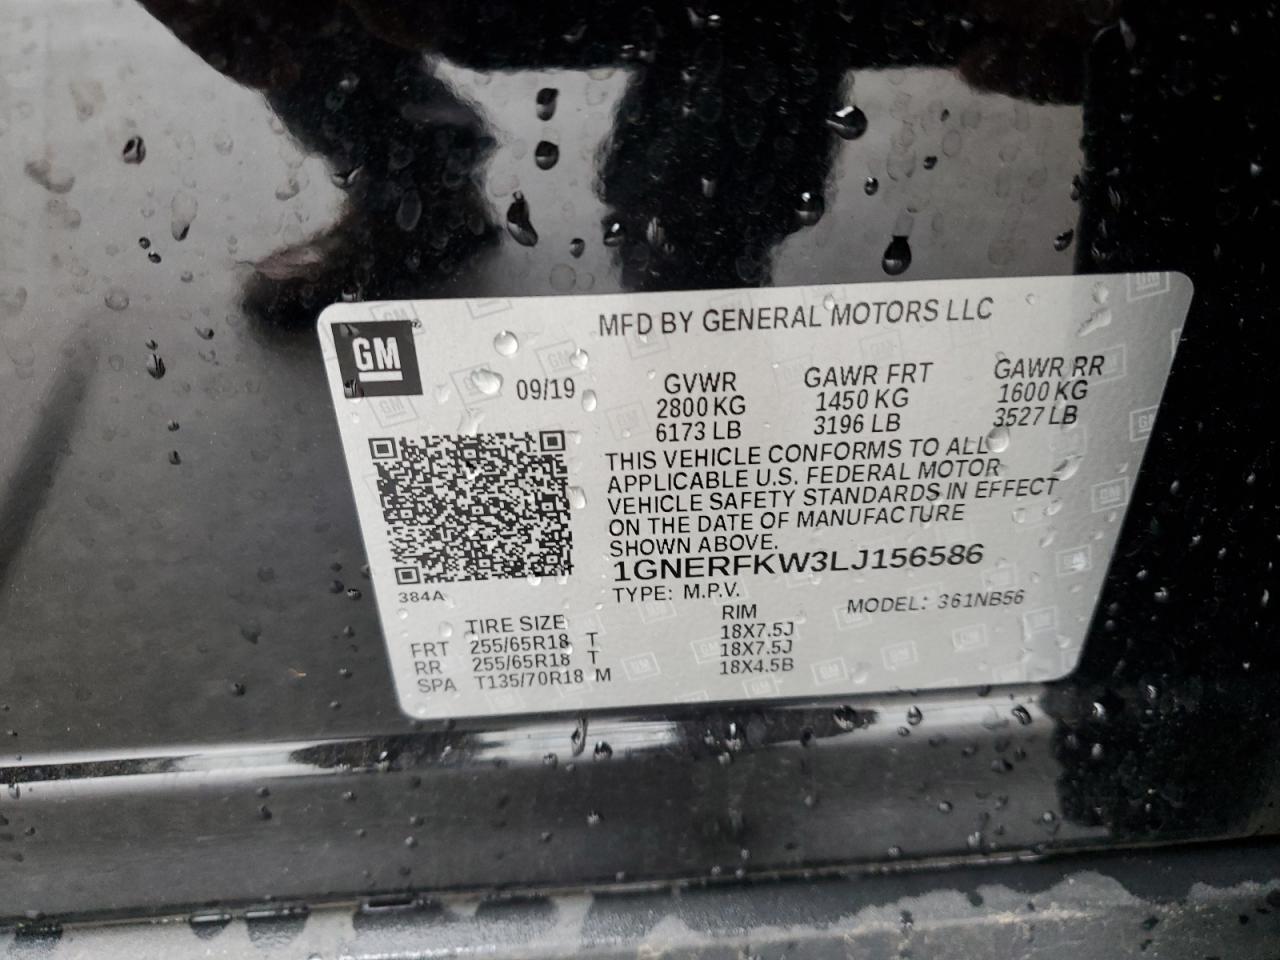 MFD BY GENERAL MOTORS LLC
GM
09/19 GVWR GAWR FRT GAWR RR
2800 KG 1450 KG 1600 KG
6173 LB 3196 LB 3527 LB
THIS VEHICLE CONFORMS TO ALL
APPLICABLE U.S. FEDERAL MOTOR
VEHICLE SAFETY STANDARDS IN EFFECT
ON THE DATE OF MANUFACTURE
SHOWN ABOVE.
1GNERFKW3LJ156586
TYPE: M.P.V. MODEL: 361NB56
384A
TIRE SIZE RIM
FRT 255/65R18 T 18X7.5J
RR 255/65R18 T 18X7.5J
SPA T135/70R18 M 18X4.5B